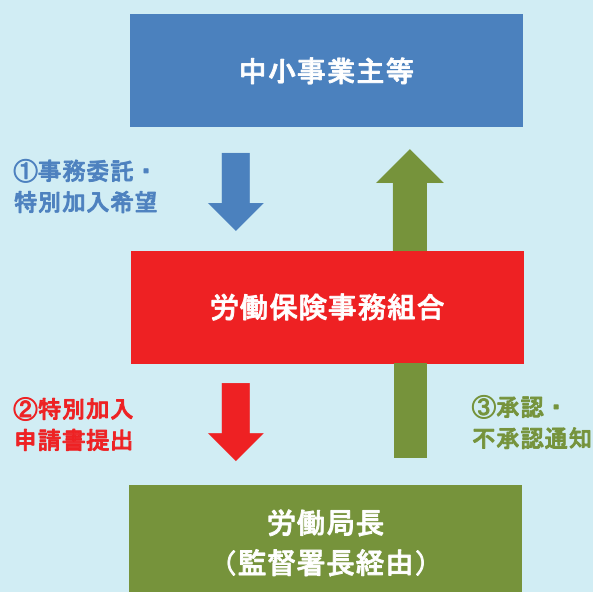 中小事業主等
①事務委託・
特別加入希望
労働保険事務組合
②特別加入
申請書提出
③承認・
不承認通知
労働局長
（監督署長経由）